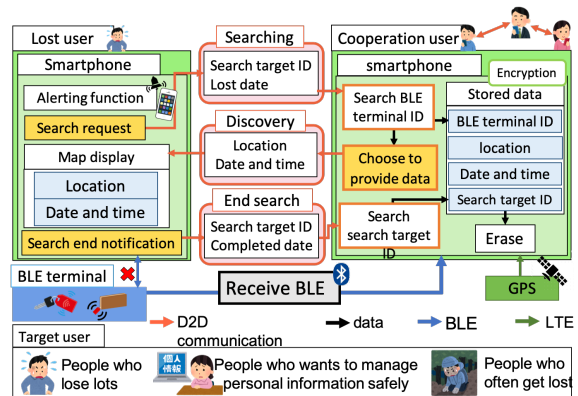 Lost user
Smartphone
Alerting function
Search request
Map display
Location
Date and time
Search end notification
BLE terminal
Searching
Search target ID
Lost date
Discovery
Location
Date and time
End search
Search target ID
Completed date
Receive BLE
Cooperation user
smartphone
Encryption
Search BLE
terminal ID
Choose to
provide data
Search
search target
ID
Stored data
BLE terminal ID
location
Date and time
Search target ID
Erase
GPS
D2D
communication
data
BLE
LTE
Target user
People who
lose lots
個人
情報
People who wants to manage
personal information safely
People who
often get lost